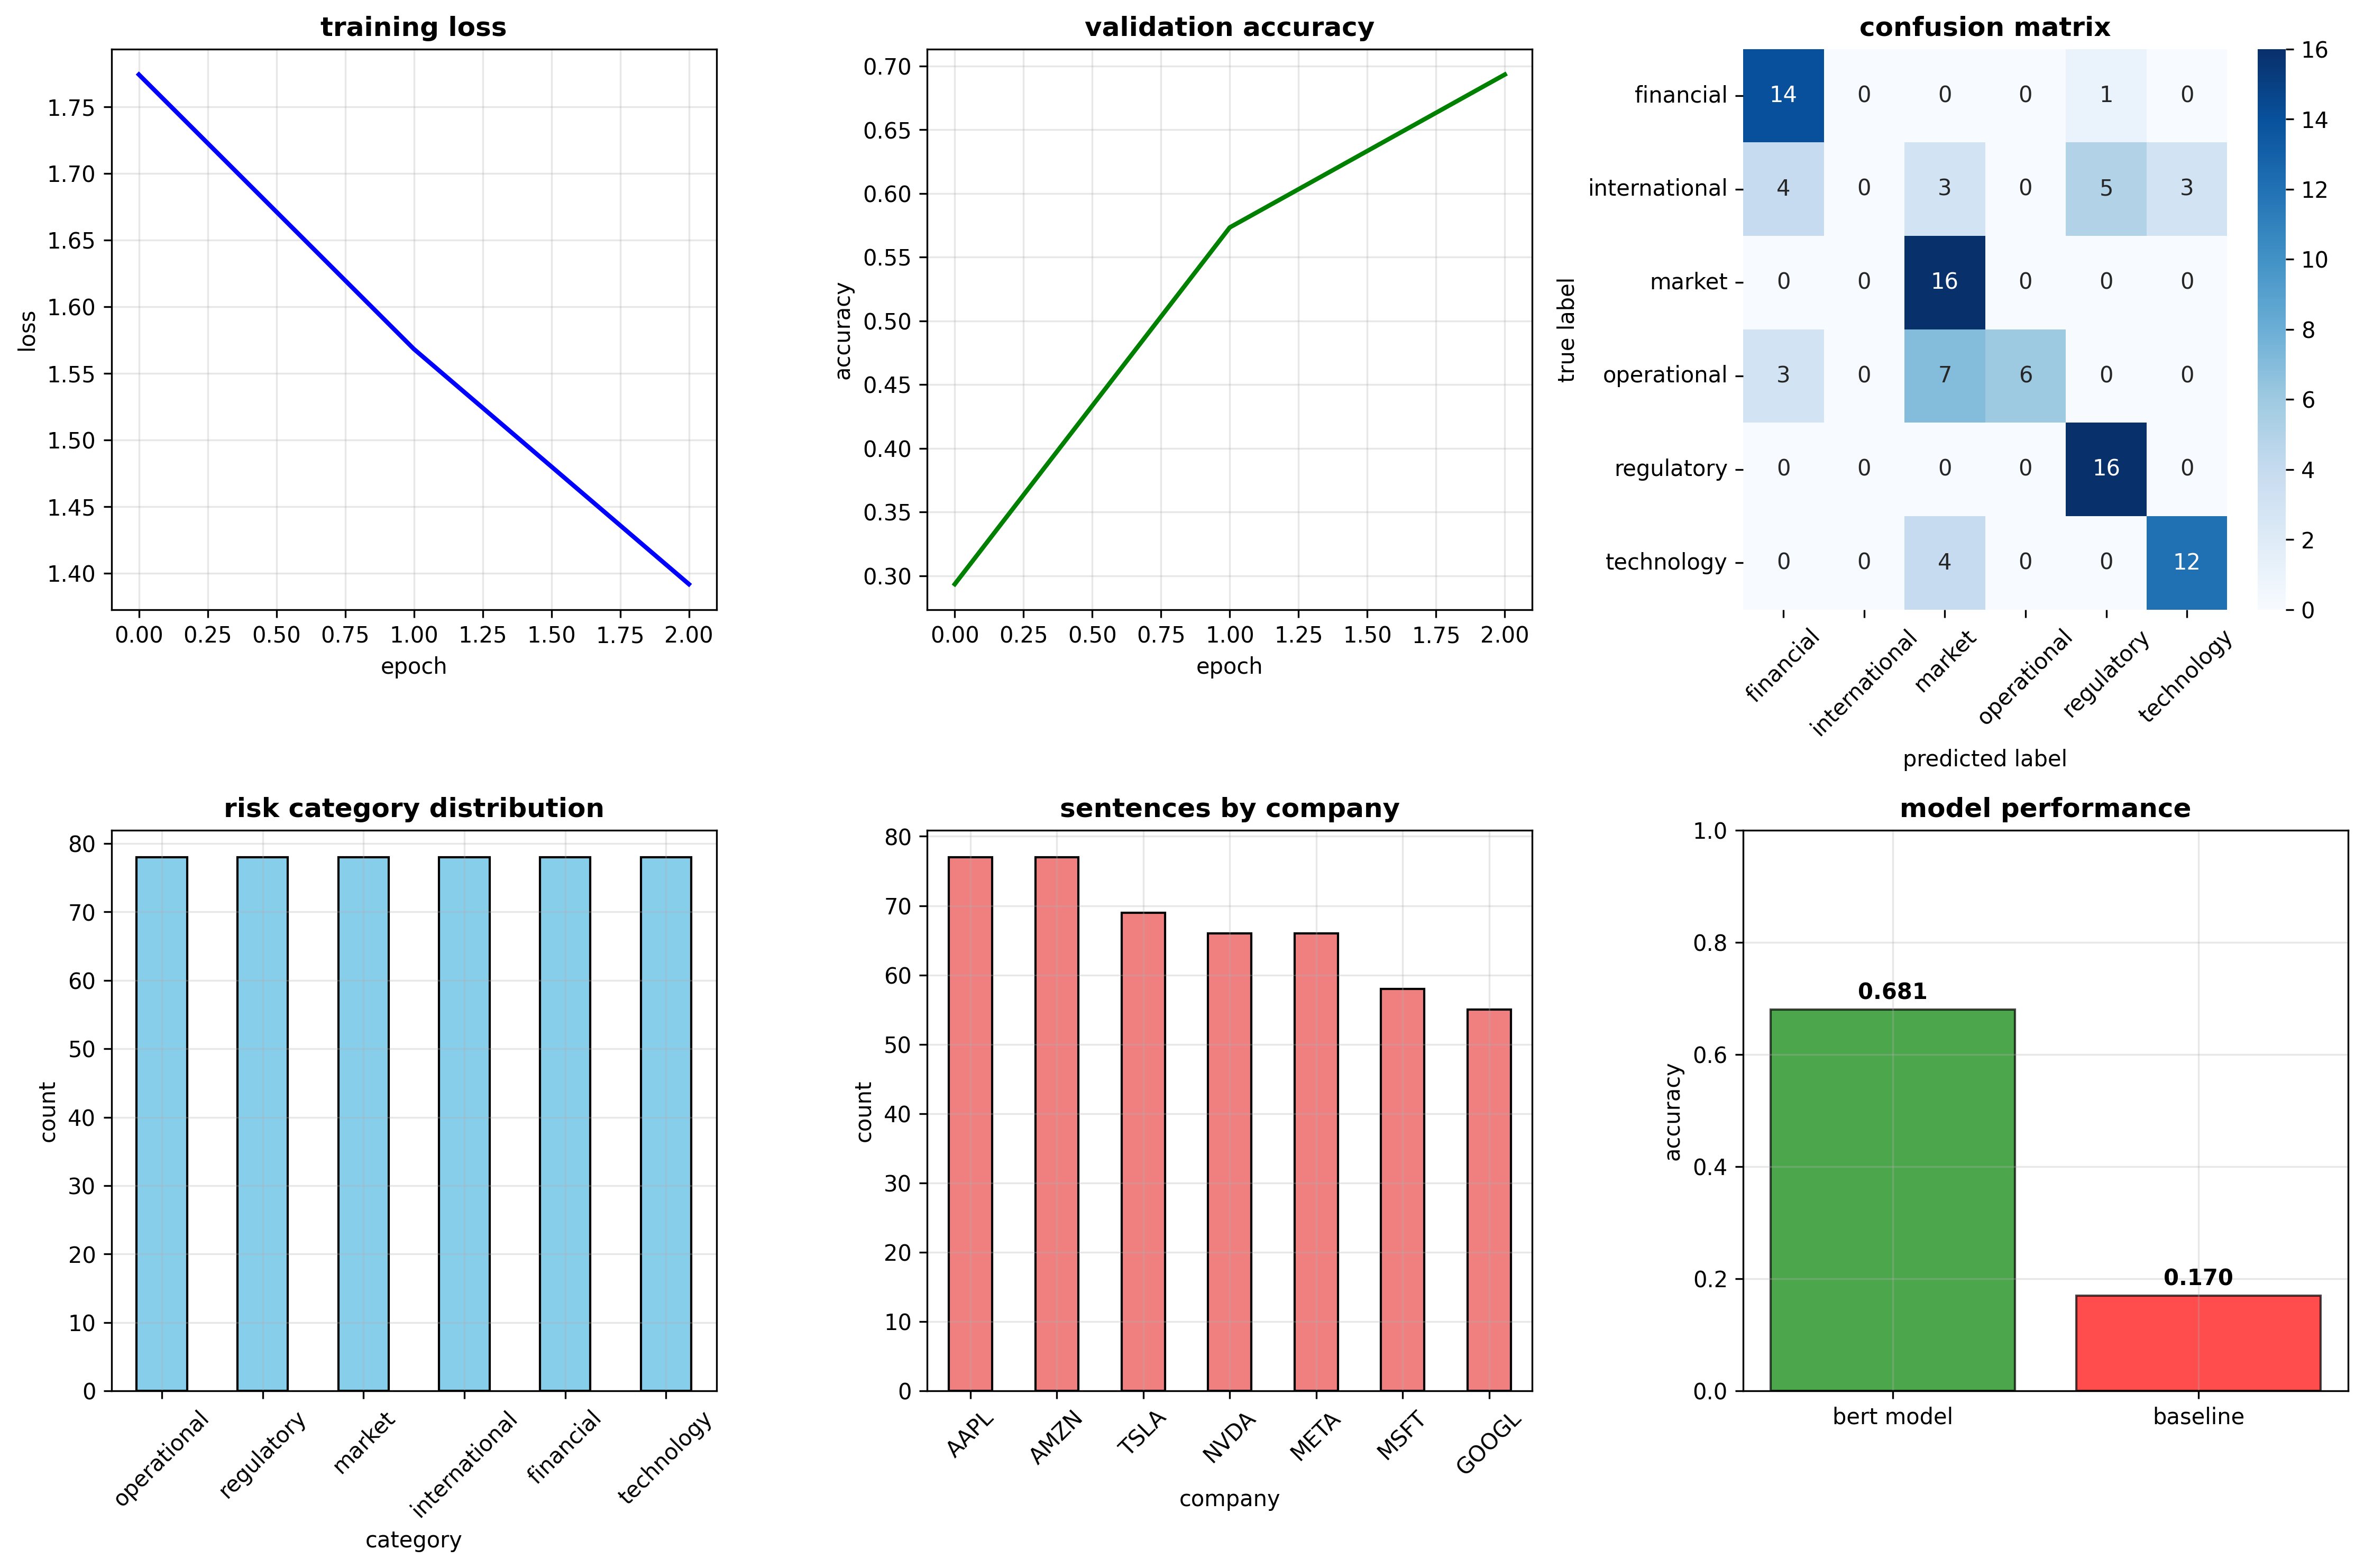 training loss
1.75
1.70
1.65
1.60
1.55
1.50
1.45
1.40
loss
0.00 0.25 0.50 0.75 1.00 1.25 1.50 1.75 2.00
epoch
validation accuracy
0.70
0.65
0.60
0.55
0.50
0.45
0.40
0.35
0.30
accuracy
0.00 0.25 0.50 0.75 1.00 1.25 1.50 1.75 2.00
epoch
confusion matrix
true label
financial 14 0 0 0 1 0
international 4 0 3 0 5 3
market 0 0 16 0 0 0
operational 3 0 7 6 0 0
regulatory 0 0 0 0 16 0
technology 0 0 4 0 0 12
financial international market operational regulatory technology
predicted label
16
14
12
10
8
6
4
2
0
risk category distribution
80
70
60
50
40
30
20
10
0
count
operational regulatory market international financial technology
category
sentences by company
80
70
60
50
40
30
20
10
0
count
AAPL AMZN TSLA NVDA META MSFT GOOGL
company
model performance
1.0
0.8
0.6
0.4
0.2
0.0
accuracy
0.681
0.170
bert model baseline